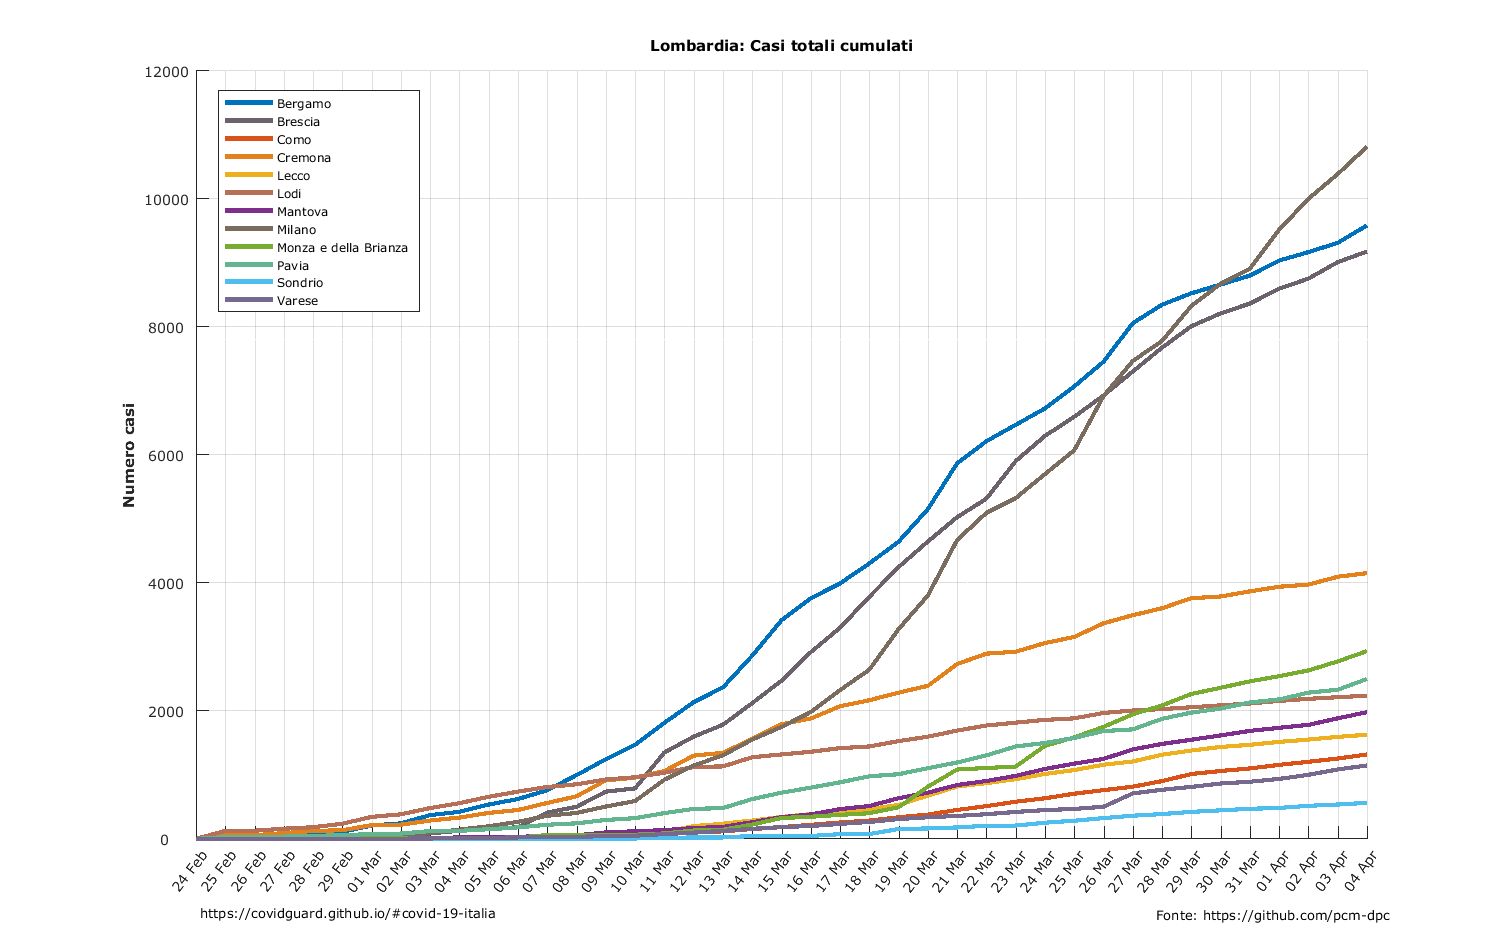 Lombardia: Casi totali cumulati
12000
10000
8000
6000
4000
2000
0
Numero casi
Bergamo
Brescia
Como
Cremona
Lecco
Lodi
Mantova
Milano
Monza e della Brianza
Pavia
Sondrio
Varese
24 Feb
25 Feb
26 Feb
27 Feb
28 Feb
29 Feb
01 Mar
02 Mar
03 Mar
04 Mar
05 Mar
06 Mar
07 Mar
08 Mar
09 Mar
10 Mar
11 Mar
12 Mar
13 Mar
14 Mar
15 Mar
16 Mar
17 Mar
18 Mar
19 Mar
20 Mar
21 Mar
22 Mar
23 Mar
24 Mar
25 Mar
26 Mar
27 Mar
28 Mar
29 Mar
30 Mar
31 Mar
01 Apr
02 Apr
03 Apr
04 Apr
https://covidguard.github.io/#covid-19-italia
Fonte: https://github.com/pcm-dpc